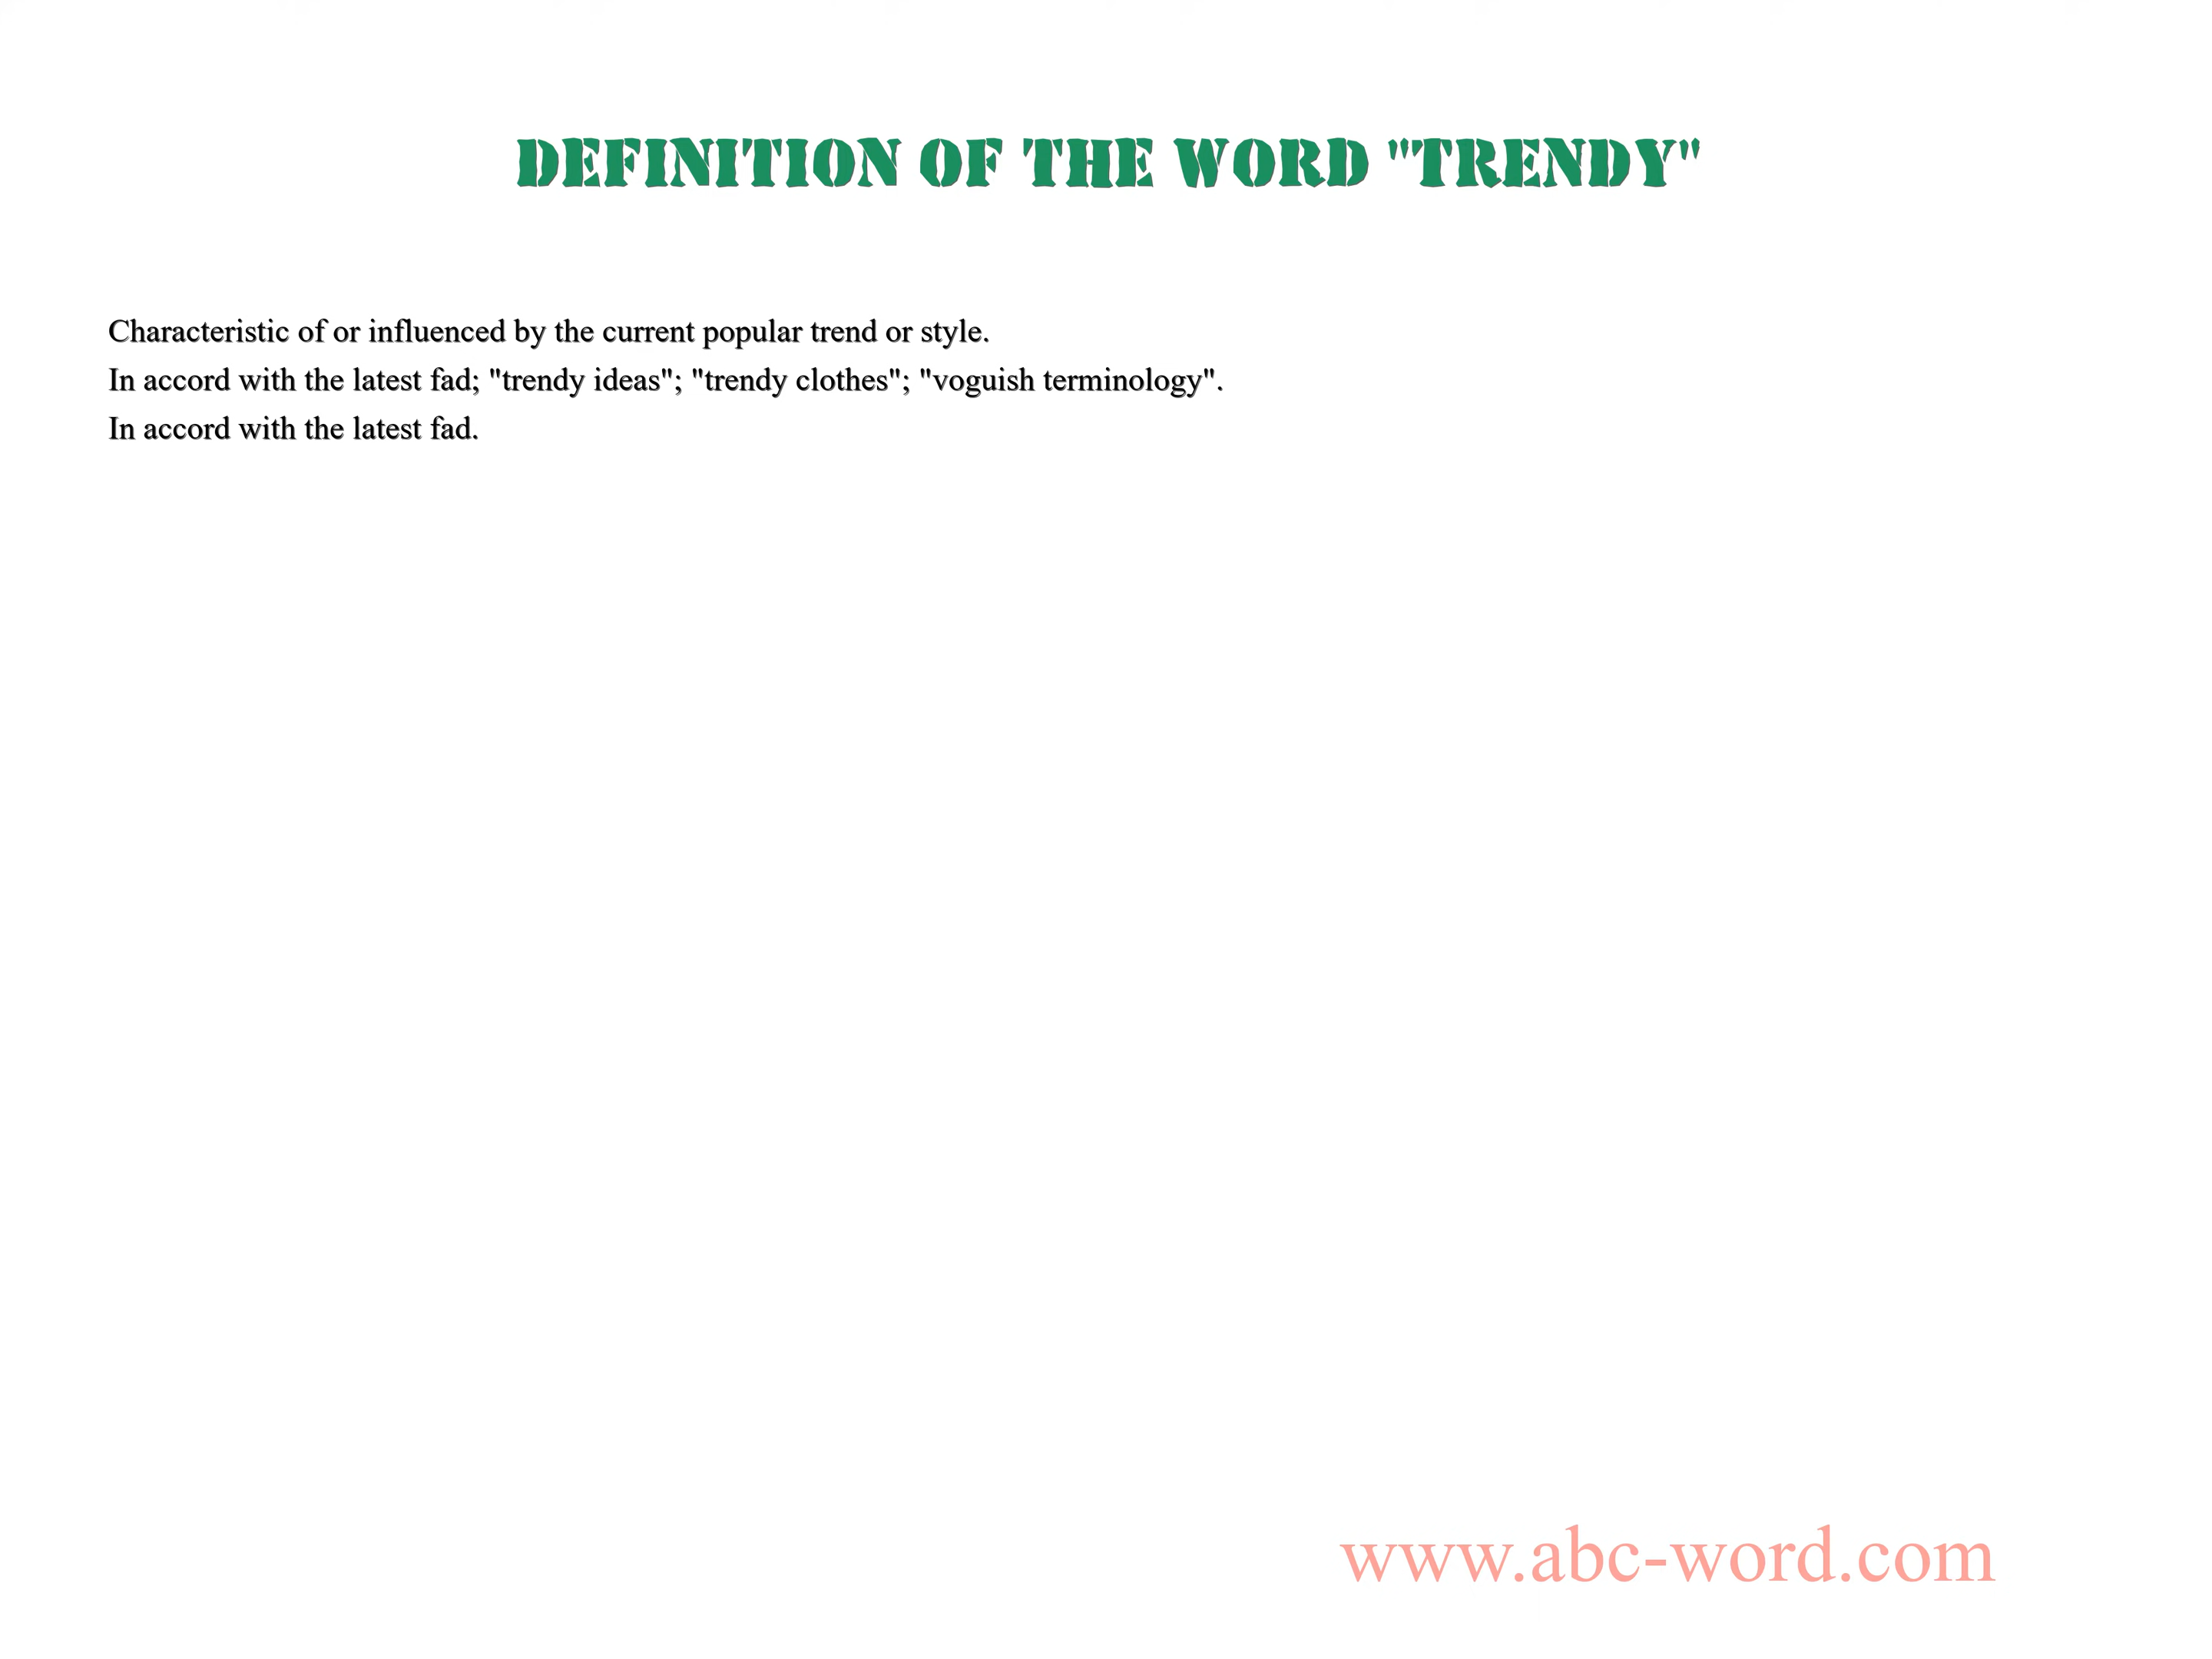 DEFINITION OF THE WORD "TRENDY"
Characteristic of or influenced by the current popular trend or style.
In accord with the latest fad; "trendy ideas"; "trendy clothes"; "voguish terminology".
In accord with the latest fad.
www.abc-word.com